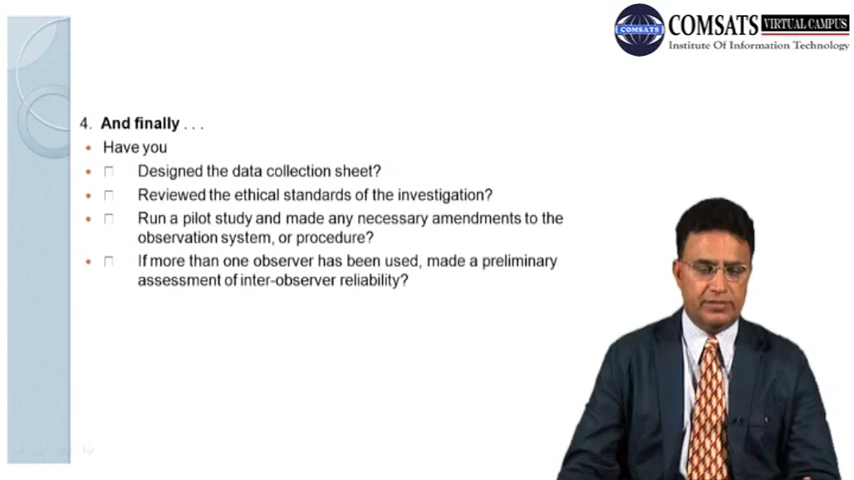 COMSATS VIRTUAL CAMPUS
COMSATS
Institute Of Information Technology
4. And finally . . .
Have you
Designed the data collection sheet?
Reviewed the ethical standards of the investigation?
Run a pilot study and made any necessary amendments to the
observation system, or procedure?
If more than one observer has been used, made a preliminary
assessment of inter-observer reliability?